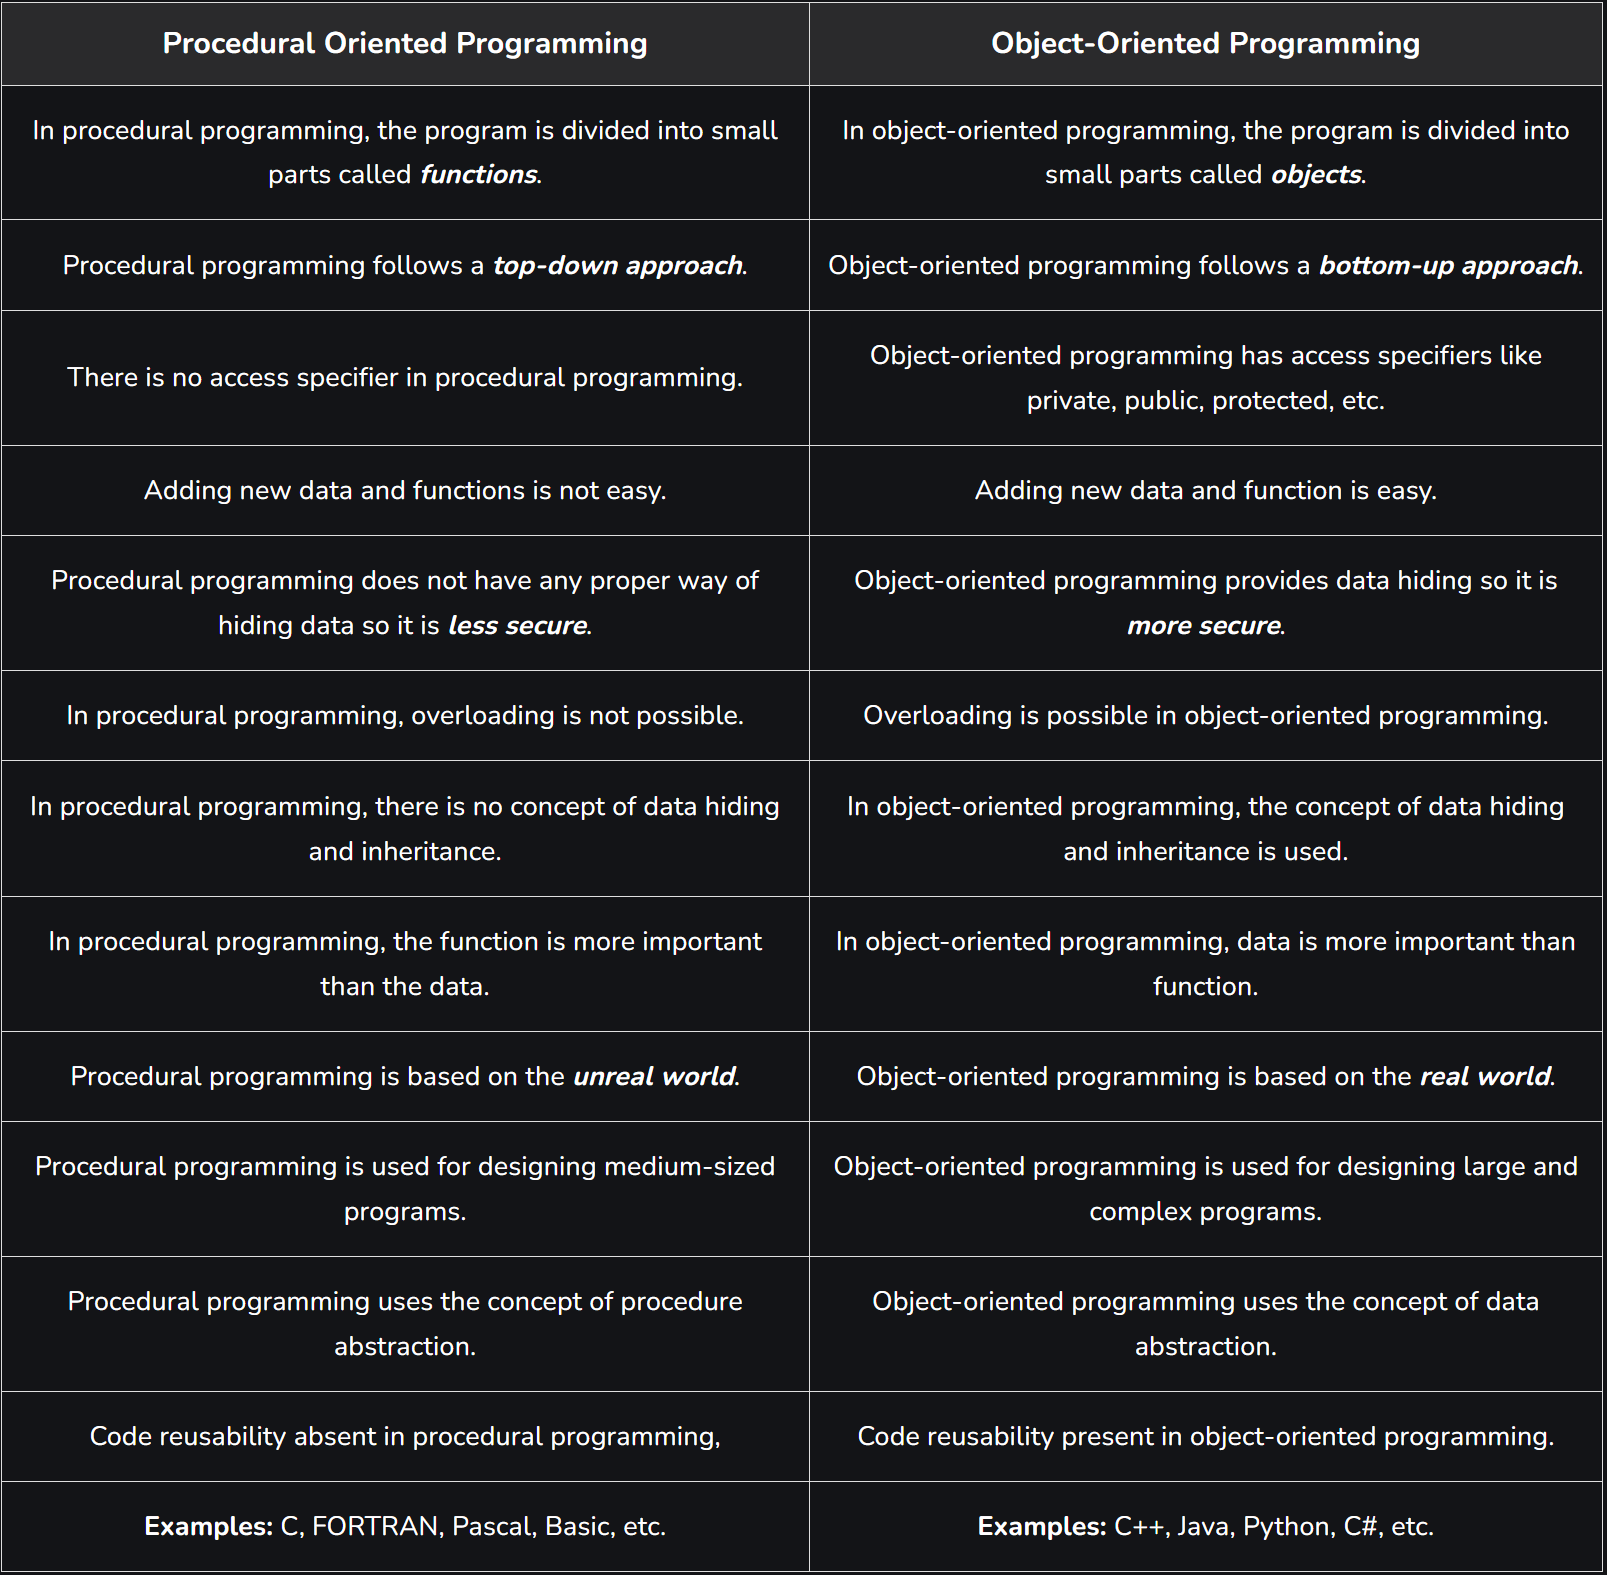 Procedural Oriented Programming
Object-Oriented Programming
In procedural programming, the program is divided into small
parts called functions.
In object-oriented programming, the program is divided into
small parts called objects.
Procedural programming follows a top-down approach.
Object-oriented programming follows a bottom-up approach.
There is no access specifier in procedural programming.
Object-oriented programming has access specifiers like
private, public, protected, etc.
Adding new data and functions is not easy.
Adding new data and function is easy.
Procedural programming does not have any proper way of
hiding data so it is less secure.
Object-oriented programming provides data hiding so it is
more secure.
In procedural programming, overloading is not possible.
Overloading is possible in object-oriented programming.
In procedural programming, there is no concept of data hiding
and inheritance.
In object-oriented programming, the concept of data hiding
and inheritance is used.
In procedural programming, the function is more important
than the data.
In object-oriented programming, data is more important than
function.
Procedural programming is based on the unreal world.
Object-oriented programming is based on the real world.
Procedural programming is used for designing medium-sized
programs.
Object-oriented programming is used for designing large and
complex programs.
Procedural programming uses the concept of procedure
abstraction.
Object-oriented programming uses the concept of data
abstraction.
Code reusability absent in procedural programming,
Code reusability present in object-oriented programming.
Examples: C, FORTRAN, Pascal, Basic, etc.
Examples: C++, Java, Python, C#, etc.